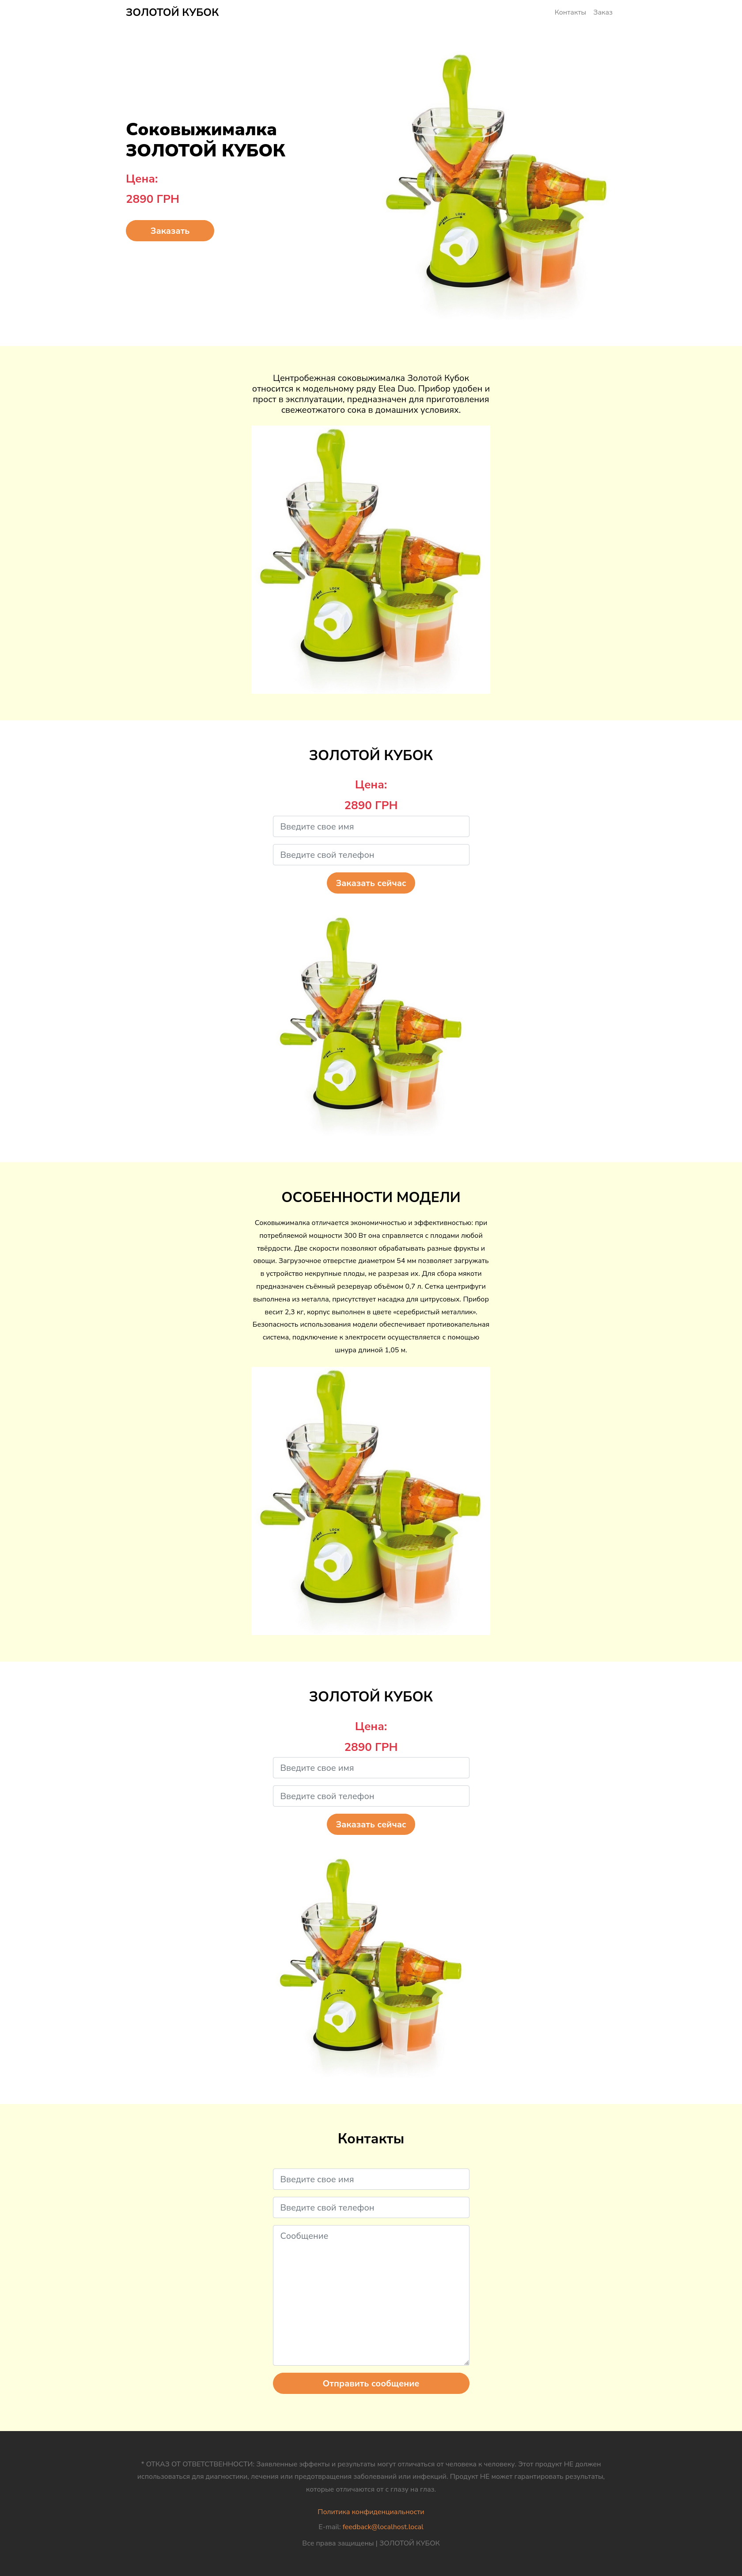 ЗОЛОТОЙ КУБОК
Контакты Заказ
Соковыжималка
ЗОЛОТОЙ КУБОК
Цена:
2890 ГРН
Заказать
Центробежная соковыжималка Золотой Кубок
относится к модельному ряду Elea Duo. Прибор удобен и
прост в эксплуатации, предназначен для приготовления
свежеотжатого сока в домашних условиях.
ЗОЛОТОЙ КУБОК
Цена:
2890 ГРН
Введите свое имя
Введите свой телефон
Заказать сейчас
ОСОБЕННОСТИ МОДЕЛИ
Соковыжималка отличается экономичностью и эффективностью: при
потребляемой мощности 300 Вт она справляется с плодами любой
твёрдости. Две скорости позволяют обрабатывать разные фрукты и
овощи. Загрузочное отверстие диаметром 54 мм позволяет загружать
в устройство некрупные плоды, не разрезая их. Для сбора мякоти
предназначен съёмный резервуар объёмом 0,7 л. Сетка центрифуги
выполнена из металла, присутствует насадка для цитрусовых. Прибор
весит 2,3 кг, корпус выполнен в цвете «серебристый металлик».
Безопасность использования модели обеспечивает противокапельная
система, подключение к электросети осуществляется с помощью
шнура длиной 1,05 м.
ЗОЛОТОЙ КУБОК
Цена:
2890 ГРН
Введите свое имя
Введите свой телефон
Заказать сейчас
Контакты
Введите свое имя
Введите свой телефон
Сообщение
Отправить сообщение
* ОТКАЗ ОТ ОТВЕТСТВЕННОСТИ: Заявленные эффекты и результаты могут отличаться от человека к человеку. Этот продукт НЕ должен
использоваться для диагностики, лечения или предотвращения заболеваний или инфекций. Продукт НЕ может гарантировать результаты,
которые отличаются от с глазу на глаз.
Политика конфиденциальности
E-mail: feedback@localhost.local
Все права защищены | ЗОЛОТОЙ КУБОК